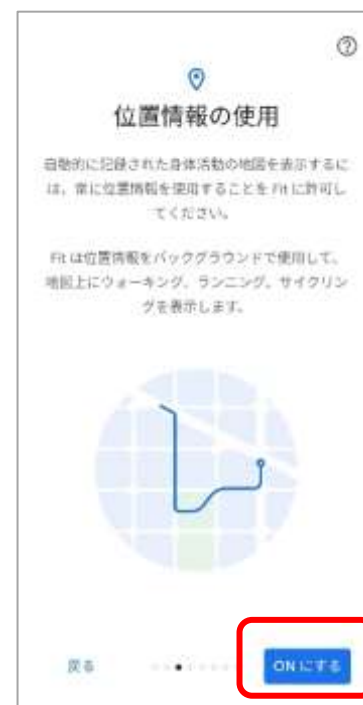 位置情報の使用
自動的に記録された身体活動の地図を表示するに
は、常に位置情報を使用することを Fit に許可し
てください。
Fit は位置情報をバックグラウンドで使用して、
地図上にウォーキング、ランニング、サイクリン
グを表示します。
戻る
ON にする